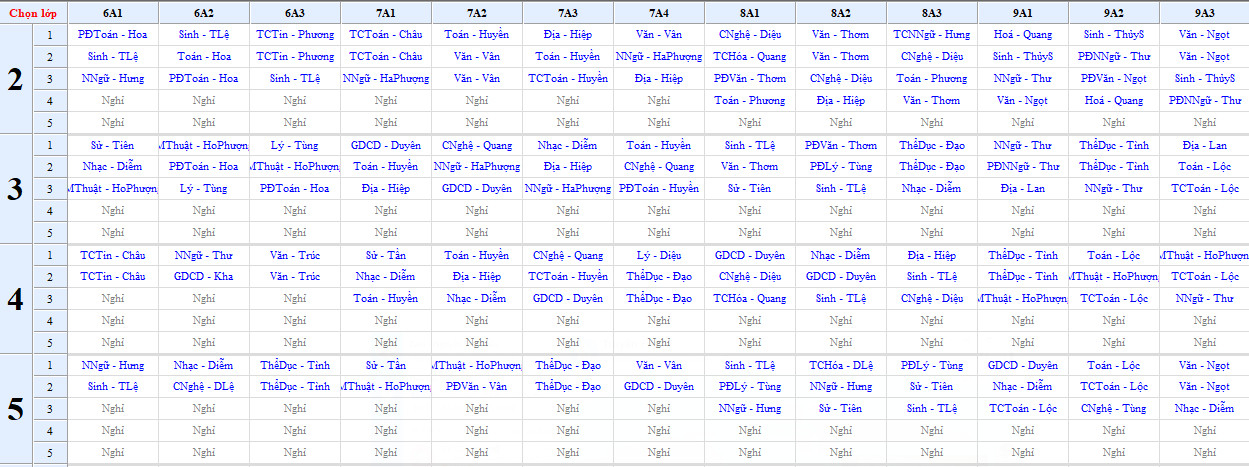 Chọn lớp 6A1 6A2 6A3 7A1 7A2 7A3 7A4 8A1 8A2 8A3 9A1 9A2 9A3
2
1 PĐToán - Hoa Sinh - TLệ TCTin - Phương TCToán - Châu Toán - Huyền Địa - Hiệp Văn - Vân CNghệ - Diệu Văn - Thơm TCNNgữ - Hưng Hoá - Quang Sinh - ThủyS Văn - Ngọt
2 Sinh - TLệ Toán - Hoa TCTin - Phương TCToán - Châu Văn - Vân Toán - Huyền NNgữ - HaPhượng TCHóa - Quang Văn - Thơm CNghệ - Diệu Sinh - ThủyS PĐNNgữ - Thư Văn - Ngọt
3 NNgữ - Hưng PĐToán - Hoa Sinh - TLệ NNgữ - HaPhượng Văn - Vân TCToán - Huyền Địa - Hiệp PĐVăn - Thơm CNghệ - Diệu Toán - Phương NNgữ - Thư PĐVăn - Ngọt Sinh - ThủyS
4 Nghỉ Nghỉ Nghỉ Nghỉ Nghỉ Nghỉ Nghỉ Toán - Phương Địa - Hiệp Văn - Thơm Văn - Ngọt Hoá - Quang PĐNNgữ - Thư
5 Nghỉ Nghỉ Nghỉ Nghỉ Nghỉ Nghỉ Nghỉ Nghỉ Nghỉ Nghỉ Nghỉ Nghỉ Nghỉ
3
1 Sử - Tiên MThuật - HoPhượng Lý - Tùng GDCD - Duyên CNghệ - Quang Nhạc - Diễm Toán - Huyền Sinh - TLệ PĐVăn - Thơm ThểDục - Đạo NNgữ - Thư ThểDục - Tình Địa - Lan
2 Nhạc - Diễm PĐToán - Hoa MThuật - HoPhượng Toán - Huyền NNgữ - HaPhượng Địa - Hiệp CNghệ - Quang Văn - Thơm PĐLý - Tùng ThểDục - Đạo PĐNNgữ - Thư ThểDục - Tình Toán - Lộc
3 MThuật - HoPhượng Lý - Tùng PĐToán - Hoa Địa - Hiệp GDCD - Duyên NNgữ - HaPhượng PĐToán - Huyền Sử - Tiên Sinh - TLệ Nhạc - Diễm Địa - Lan NNgữ - Thư TCToán - Lộc
4 Nghỉ Nghỉ Nghỉ Nghỉ Nghỉ Nghỉ Nghỉ Nghỉ Nghỉ Nghỉ Nghỉ Nghỉ Nghỉ
5 Nghỉ Nghỉ Nghỉ Nghỉ Nghỉ Nghỉ Nghỉ Nghỉ Nghỉ Nghỉ Nghỉ Nghỉ Nghỉ
4
1 TCTin - Châu NNgữ - Thư Văn - Trúc Sử - Tần Toán - Huyền CNghệ - Quang Lý - Diệu GDCD - Duyên Nhạc - Diễm Địa - Hiệp ThểDục - Tình Toán - Lộc MThuật - HoPhượng
2 TCTin - Châu GDCD - Kha Văn - Trúc Nhạc - Diễm Địa - Hiệp TCToán - Huyền ThểDục - Đạo CNghệ - Diệu GDCD - Duyên Sinh - TLệ ThểDục - Tình MThuật - HoPhượng TCToán - Lộc
3 Nghỉ Nghỉ Nghỉ Toán - Huyền Nhạc - Diễm GDCD - Duyên ThểDục - Đạo TCHóa - Quang Sinh - TLệ CNghệ - Diệu MThuật - HoPhượng TCToán - Lộc NNgữ - Thư
4 Nghỉ Nghỉ Nghỉ Nghỉ Nghỉ Nghỉ Nghỉ Nghỉ Nghỉ Nghỉ Nghỉ Nghỉ Nghỉ
5 Nghỉ Nghỉ Nghỉ Nghỉ Nghỉ Nghỉ Nghỉ Nghỉ Nghỉ Nghỉ Nghỉ Nghỉ Nghỉ
5
1 NNgữ - Hưng Nhạc - Diễm ThểDục - Tình Sử - Tần MThuật - HoPhượng ThểDục - Đạo Văn - Vân Sinh - TLệ TCHóa - DLệ PĐLý - Tùng GDCD - Duyên Toán - Lộc Văn - Ngọt
2 Sinh - TLệ CNghệ - DLệ ThểDục - Tình MThuật - HoPhượng PĐVăn - Vân ThểDục - Đạo GDCD - Duyên PĐLý - Tùng NNgữ - Hưng Sử - Tiên Nhạc - Diễm TCToán - Lộc Văn - Ngọt
3 Nghỉ Nghỉ Nghỉ Nghỉ Nghỉ Nghỉ Nghỉ NNgữ - Hưng Sử - Tiên Sinh - TLệ TCToán - Lộc CNghệ - Tùng Nhạc - Diễm
4 Nghỉ Nghỉ Nghỉ Nghỉ Nghỉ Nghỉ Nghỉ Nghỉ Nghỉ Nghỉ Nghỉ Nghỉ Nghỉ
5 Nghỉ Nghỉ Nghỉ Nghỉ Nghỉ Nghỉ Nghỉ Nghỉ Nghỉ Nghỉ Nghỉ Nghỉ Nghỉ